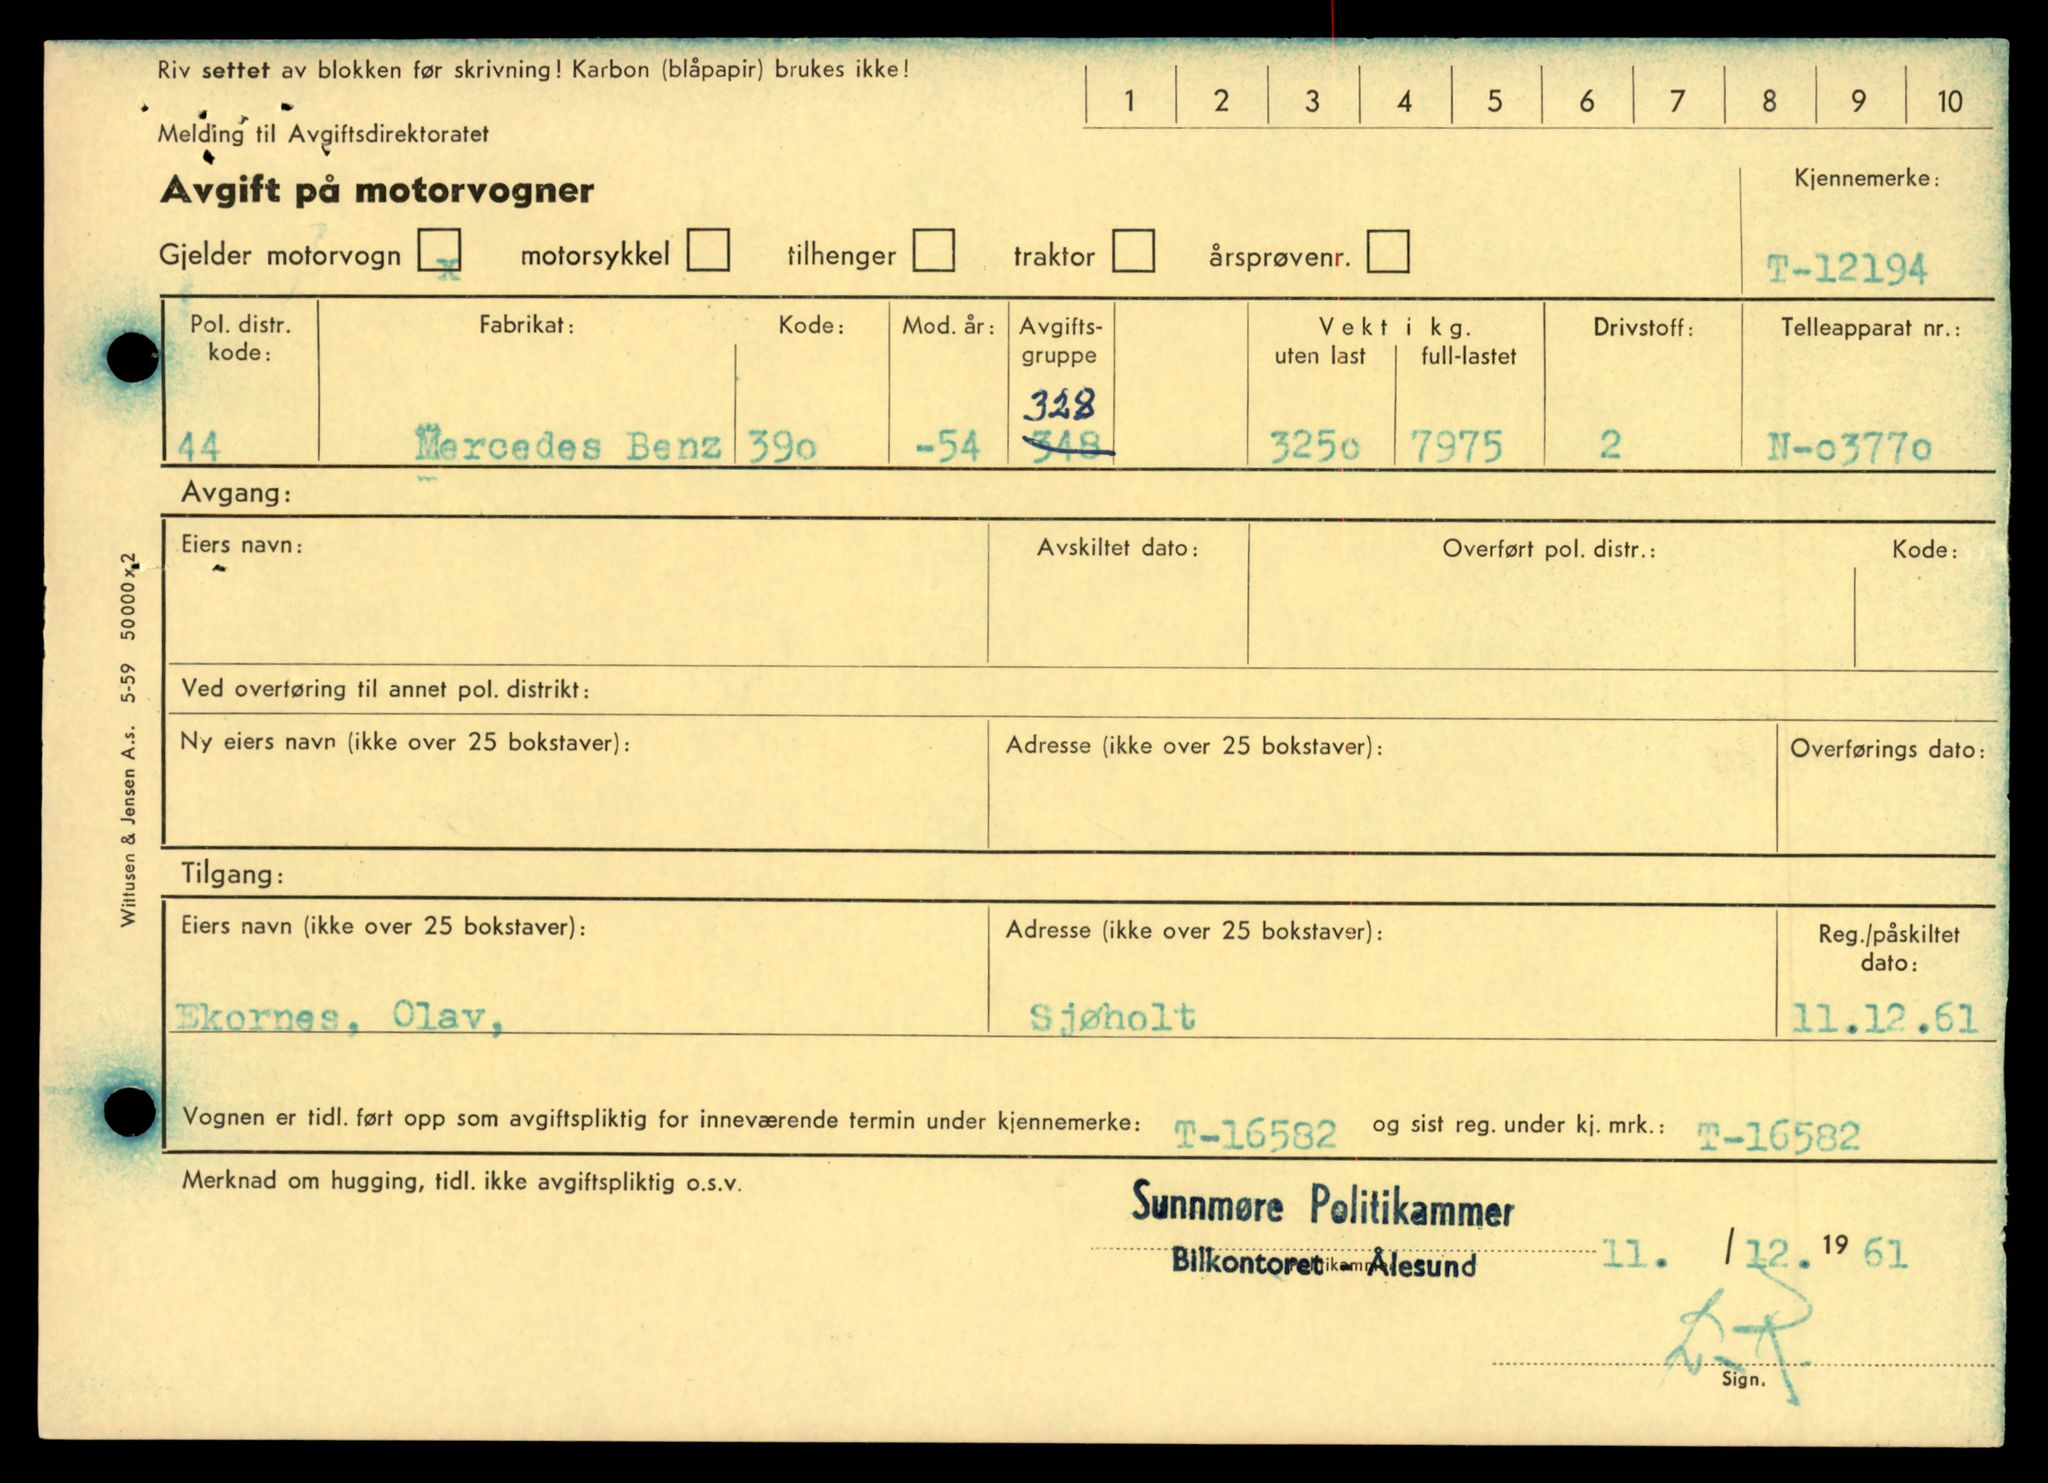 Riv settet av blokken før skrivning! Karbon (blåpapir) brukes ikke!
1 2 3 4 5 6 7 8 9 10
Melding til Avgiftsdirektoratet
Avgift på motorvogner
Kjennemerke:
Gjelder motorvogn x motorsykkel tilhenger traktor årsprøvenr.
T-12194
Pol. distr. kode: Fabrikat: Kode: Mod. år: Avgifts- gruppe Vekt i kg. uten last full-lastet Drivstoff: Telleapparat nr.:
328
44 Mercedes Benz 390 -54 348 3250 7975 2 N-03770
Avgang:
Eiers navn: Avskiltet dato: Overført pol. distr.: Kode:
Ved overføring til annet pol. distrikt:
Ny eiers navn (ikke over 25 bokstaver): Adresse (ikke over 25 bokstaver): Overførings dato:
Tilgang:
Eiers navn (ikke over 25 bokstaver): Adresse (ikke over 25 bokstaver): Reg./påskiltet dato:
Ekornes, Olav, Sjøholt 11.12.61
Vognen er tidl. ført opp som avgiftspliktig for inneværende termin under kjennemerke: T-16582 og sist reg. under kj. mrk.: T-16582
Merknad om hugging, tidl. ikke avgiftspliktig o.s.v.
Sunnmøre Politikammer
Bilkontoret - Ålesund 11. / 12. 19 61
Sign.
Wittusen & Jensen A.s. 5-59 50000x2